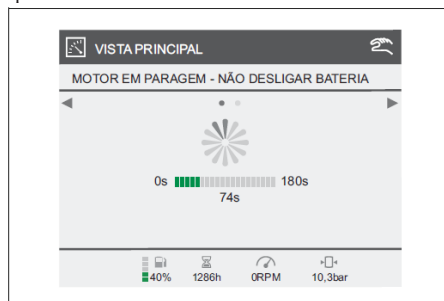 VISTA PRINCIPAL
MOTOR EM PARAGEM - NÃO DESLIGAR BATERIA
0s 180s
74s
40% 1286h 0RPM 10,3bar